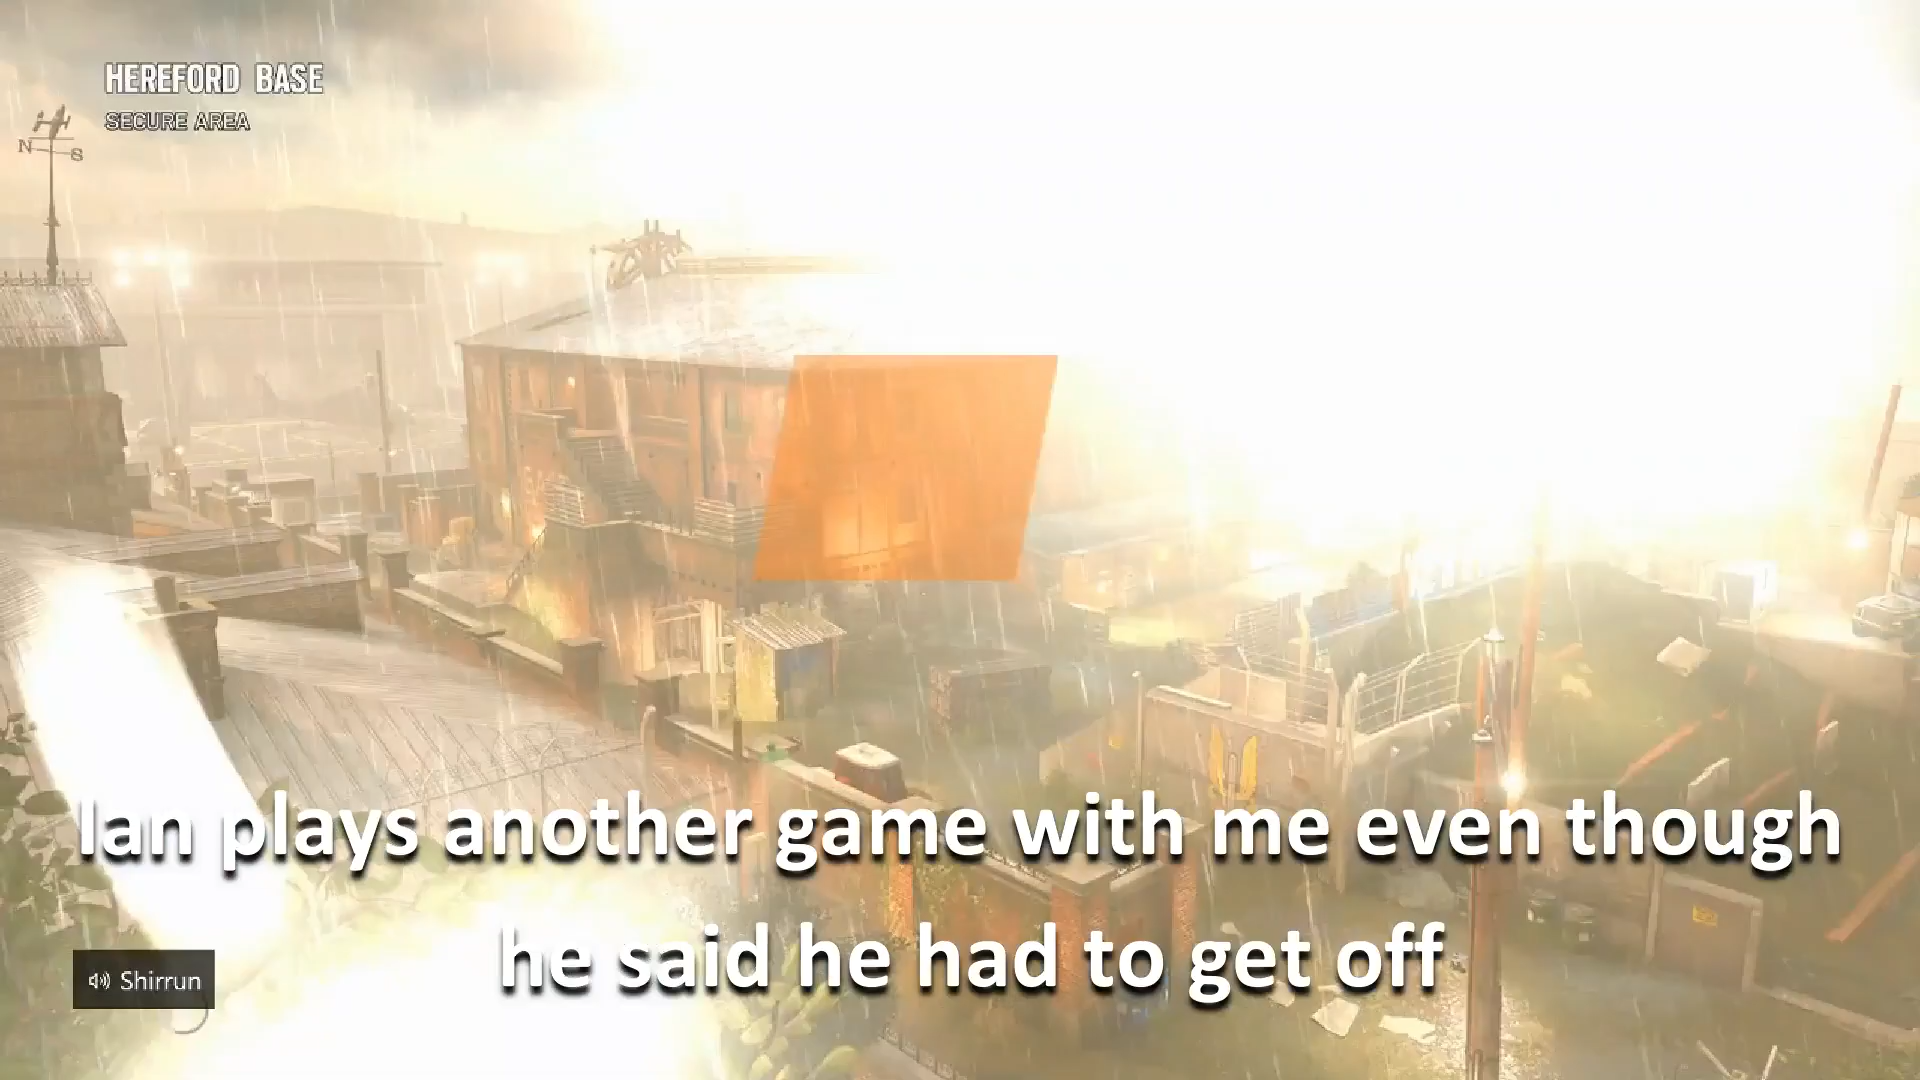 HEREFORD BASE
SECURE AREA
N S
Ian plays another game with me even though
he said he had to get off
Shirrun